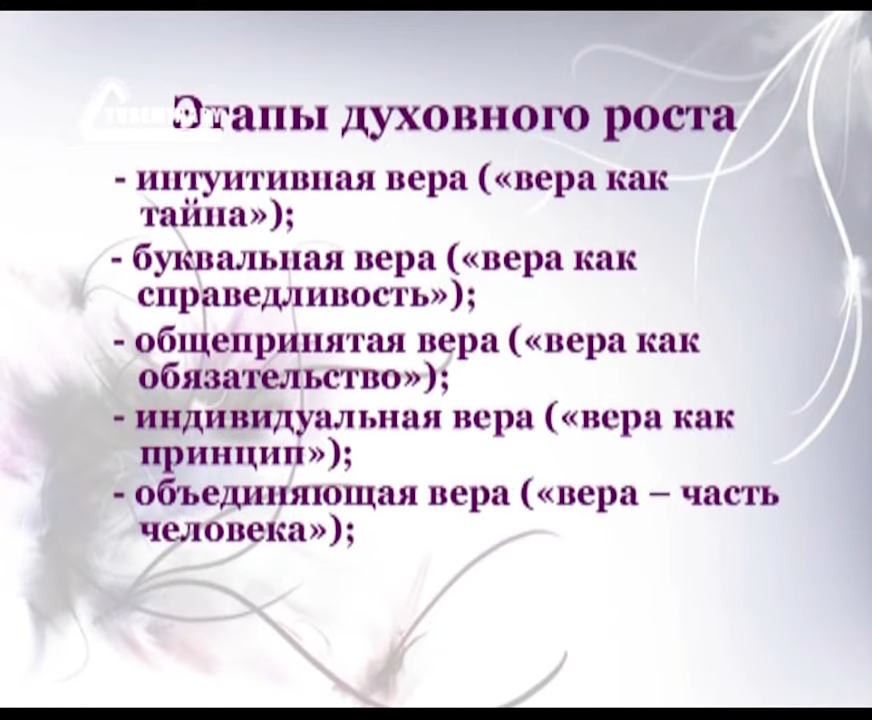 Этапы духовного роста
- интуитивная вера («вера как
тайна»);
- буквальная вера («вера как
справедливость»);
- общепринятая вера («вера как
обязательство»);
- индивидуальная вера («вера как
принцип»);
- объединяющая вера («вера – часть
человека»);